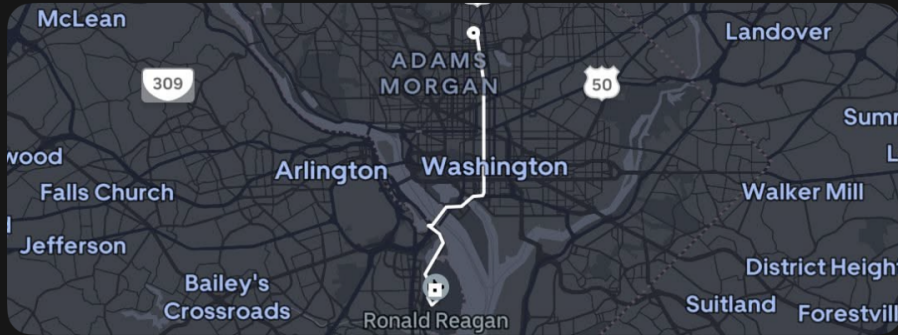 McLean
Landover
ADAMS
MORGAN
309
50
Sumr
wood
Arlington
Washington
L
Falls Church
Walker Mill
d
Jefferson
District Height
Bailey's
Crossroads
Suitland
Forestvill
Ronald Reagan